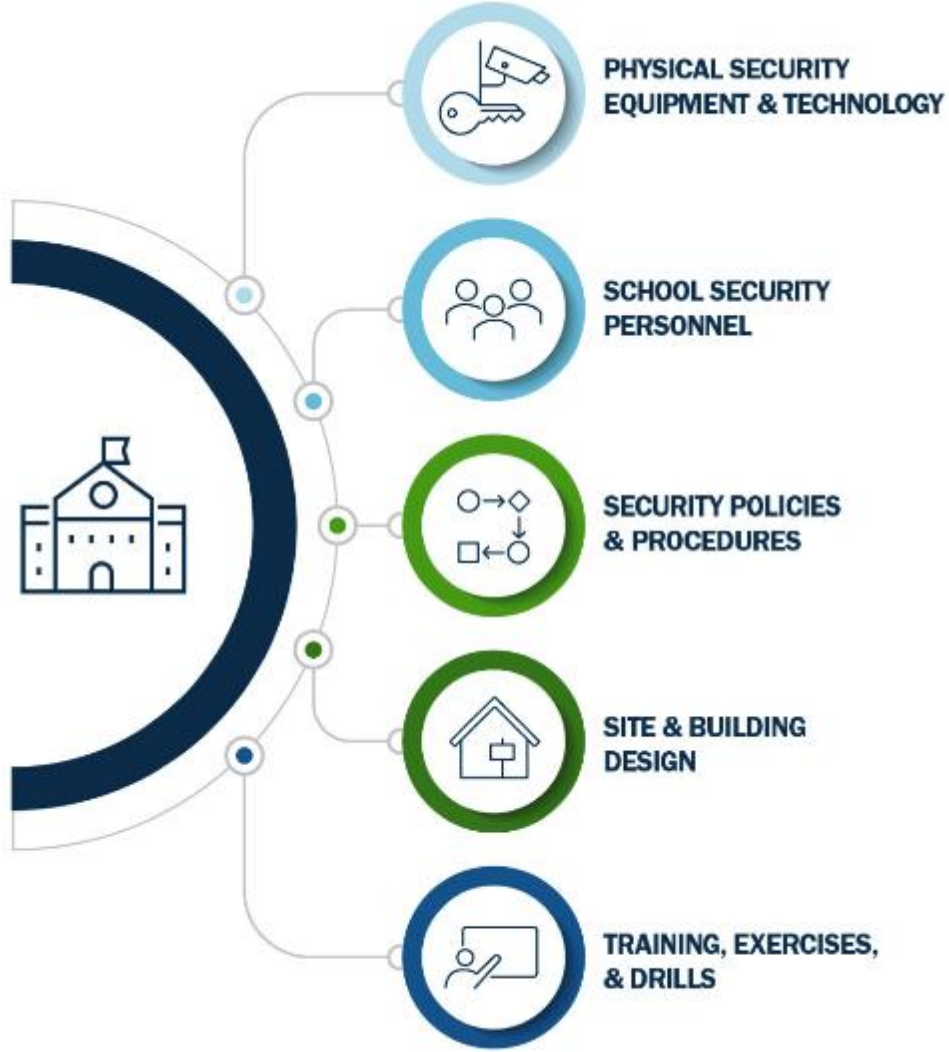 PHYSICAL SECURITY
EQUIPMENT & TECHNOLOGY
SCHOOL SECURITY
PERSONNEL
SECURITY POLICIES
& PROCEDURES
SITE & BUILDING
DESIGN
TRAINING, EXERCISES,
& DRILLS